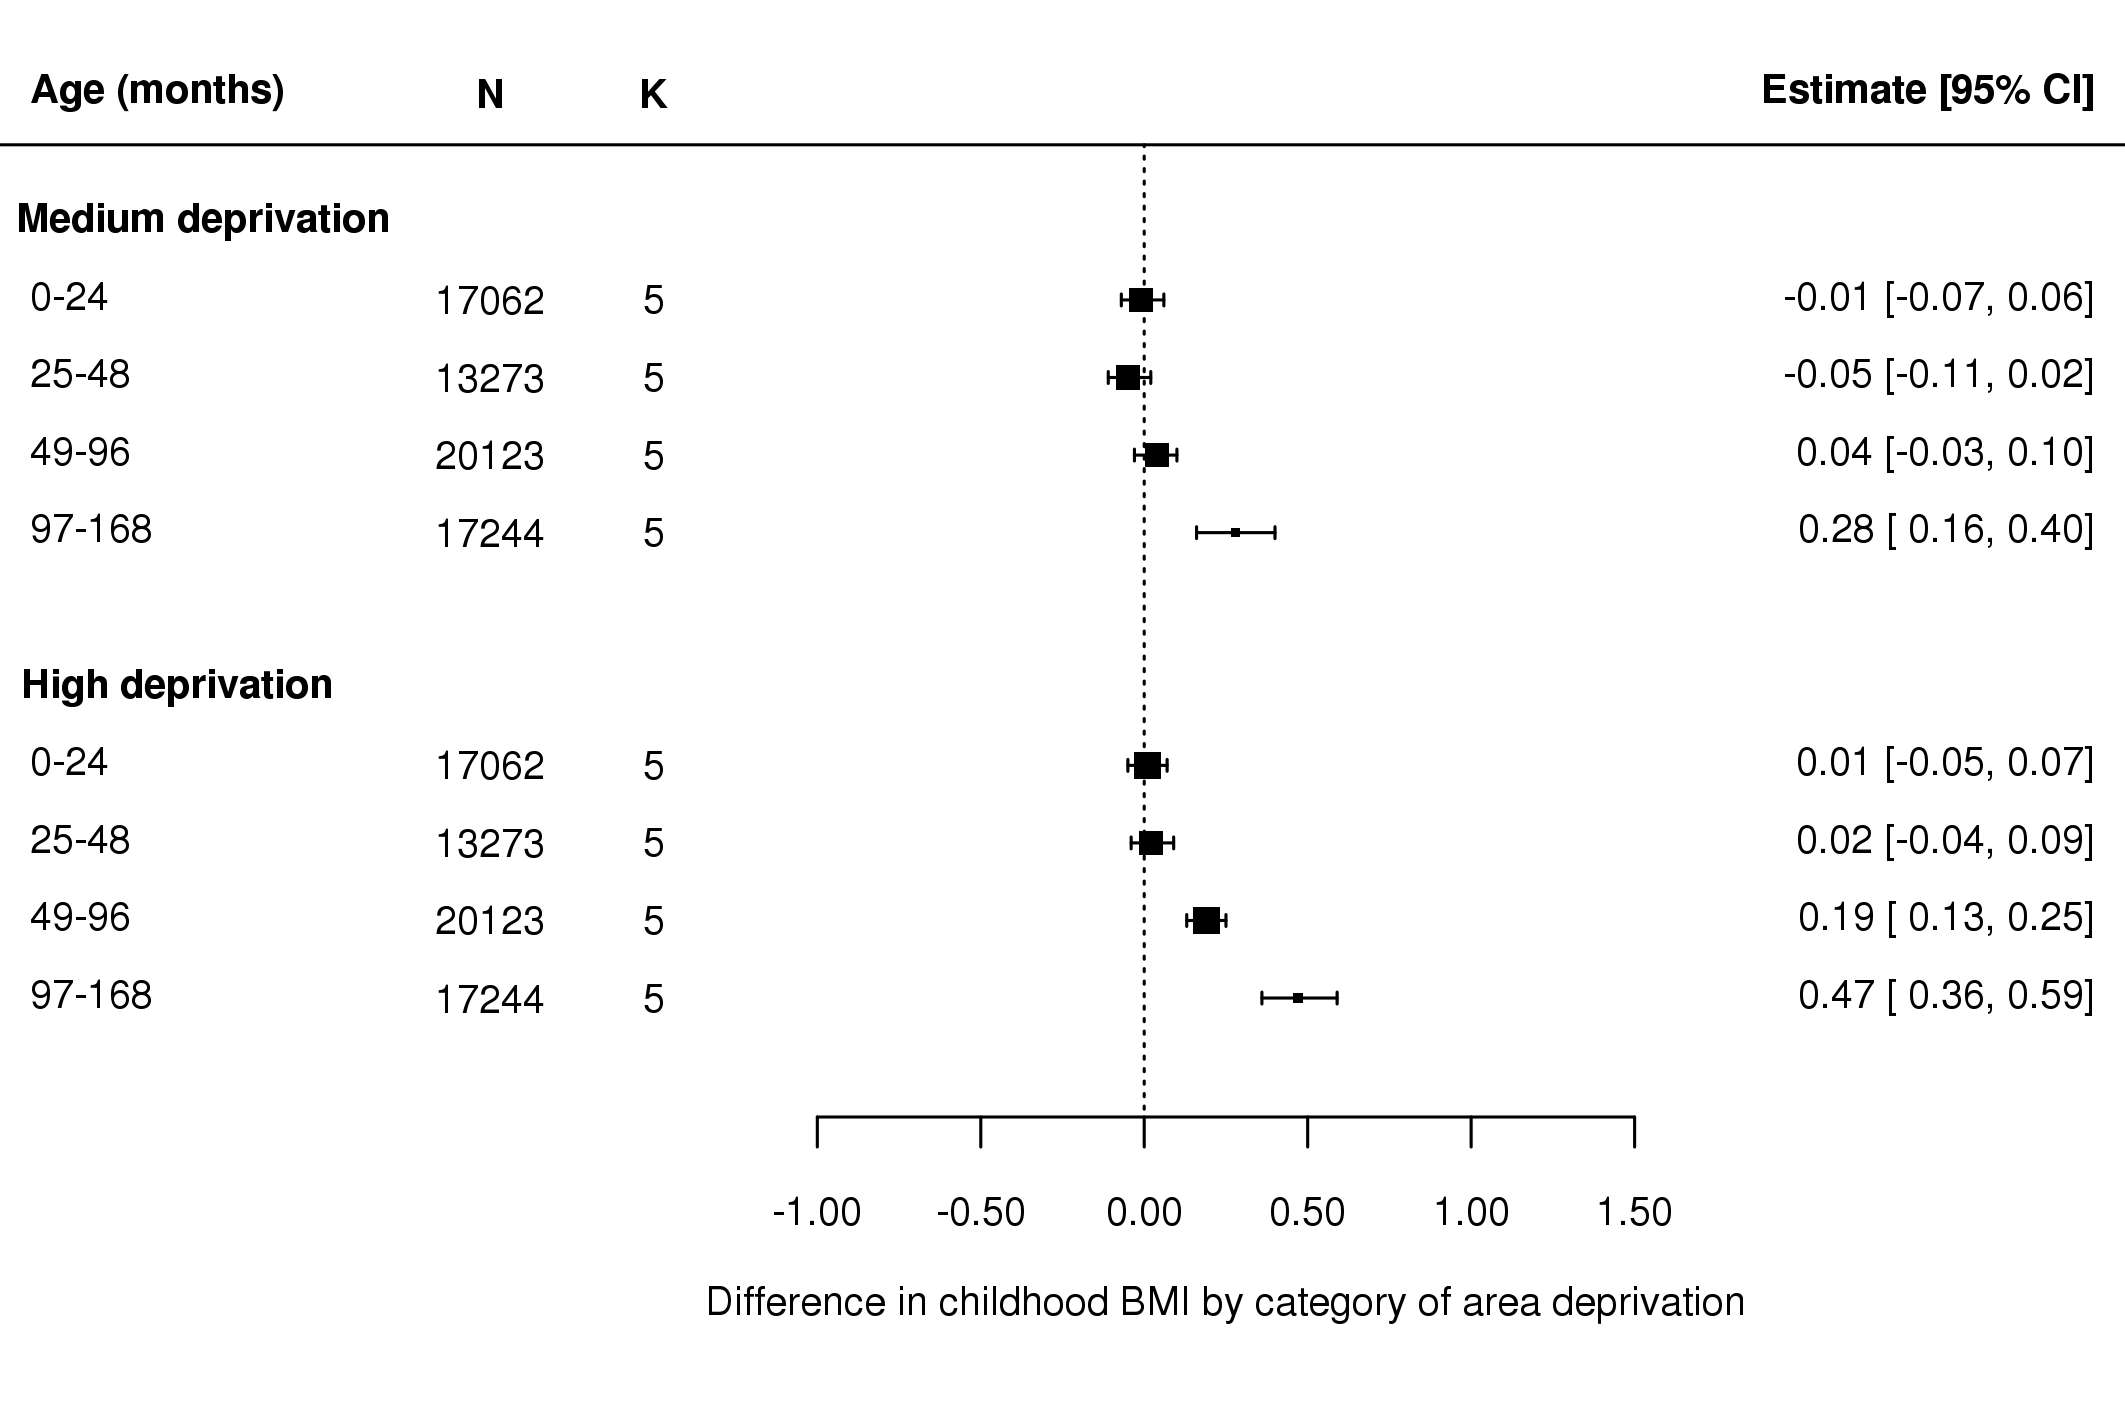 Age (months) N K Estimate [95% CI]
Medium deprivation
0-24 17062 5 -0.01 [-0.07, 0.06]
25-48 13273 5 -0.05 [-0.11, 0.02]
49-96 20123 5 0.04 [-0.03, 0.10]
97-168 17244 5 0.28 [ 0.16, 0.40]
High deprivation
0-24 17062 5 0.01 [-0.05, 0.07]
25-48 13273 5 0.02 [-0.04, 0.09]
49-96 20123 5 0.19 [ 0.13, 0.25]
97-168 17244 5 0.47 [ 0.36, 0.59]
-1.00 -0.50 0.00 0.50 1.00 1.50
Difference in childhood BMI by category of area deprivation